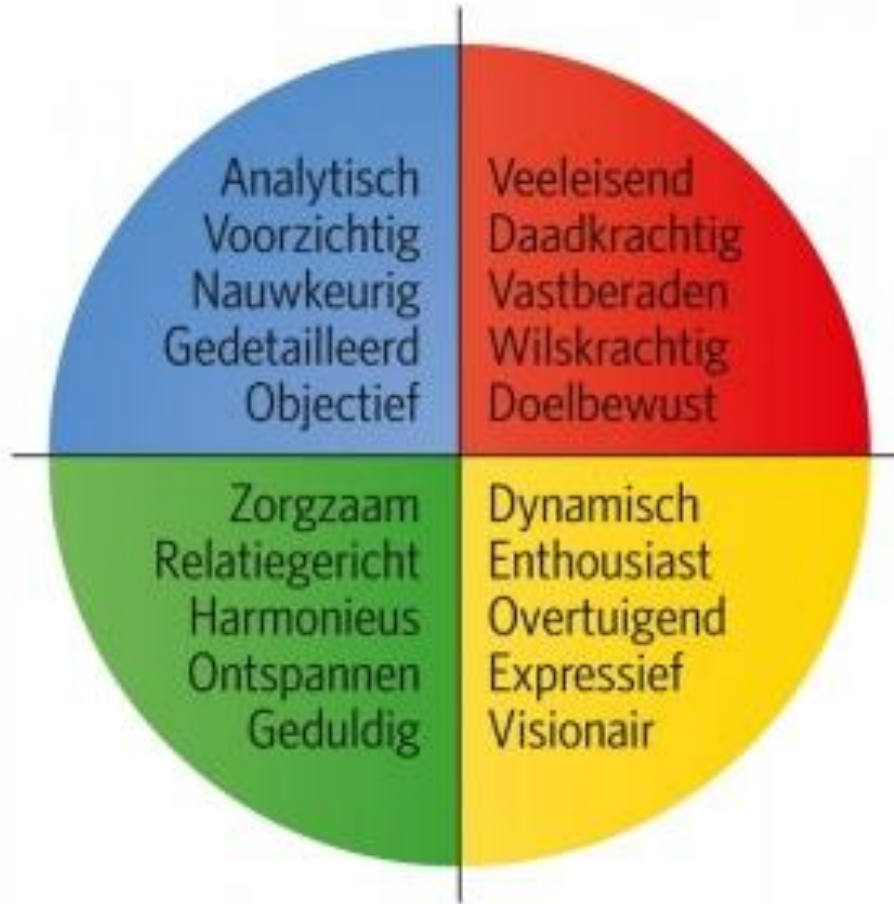 Analytisch
Voorzichtig
Nauwkeurig
Gedetailleerd
Objectief
Veeleisend
Daadkrachtig
Vastberaden
Wilskrachtig
Doelbewust
Zorgzaam
Relatiegericht
Harmonieus
Ontspannen
Geduldig
Dynamisch
Enthousiast
Overtuigend
Expressief
Visionair